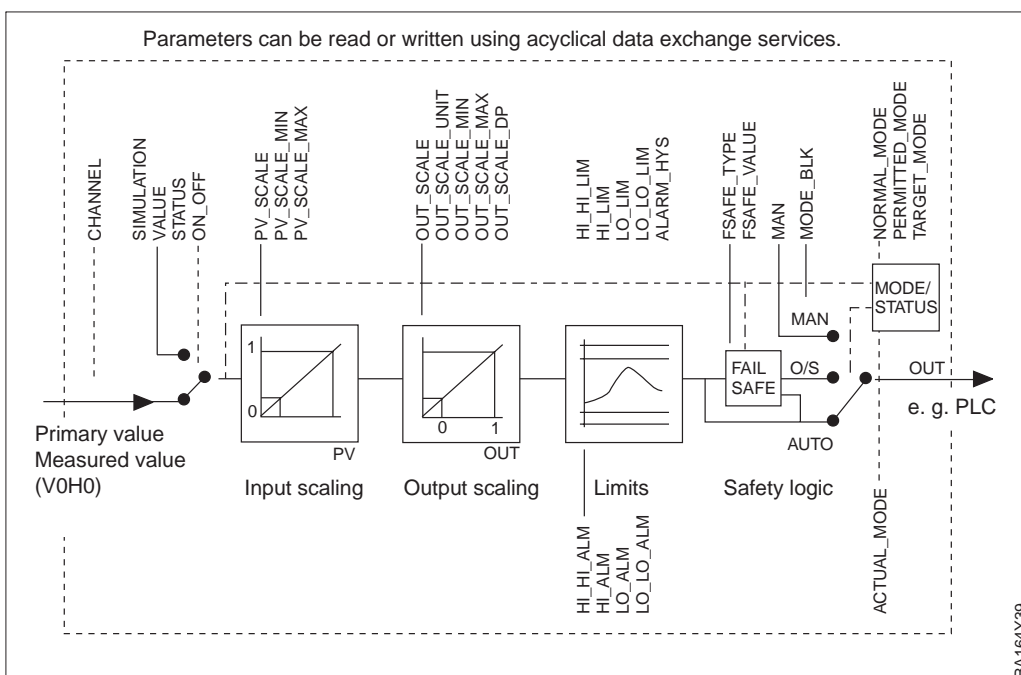 Parameters can be read or written using acyclical data exchange services.
CHANNEL
SIMULATION
VALUE
STATUS
ON_OFF
PV_SCALE
PV_SCALE_MIN
PV_SCALE_MAX
OUT_SCALE
OUT_SCALE_UNIT
OUT_SCALE_MIN
OUT_SCALE_MAX
OUT_SCALE_DP
HI_HI_LIM
HI_LIM
LO_LIM
LO_LO_LIM
ALARM_HYS
FSAFE_TYPE
FSAFE_VALUE
MAN
MODE_BLK
NORMAL_MODE
PERMITTED_MODE
TARGET_MODE
MODE/
STATUS
MAN
1
0
PV
0
1
OUT
FAIL
SAFE
O/S
AUTO
OUT
e. g. PLC
Primary value
Measured value
(V0H0)
Input scaling
Output scaling
Limits
Safety logic
HI_HI_ALM
HI_ALM
LO_ALM
LO_LO_ALM
ACTUAL_MODE
BA164Y39